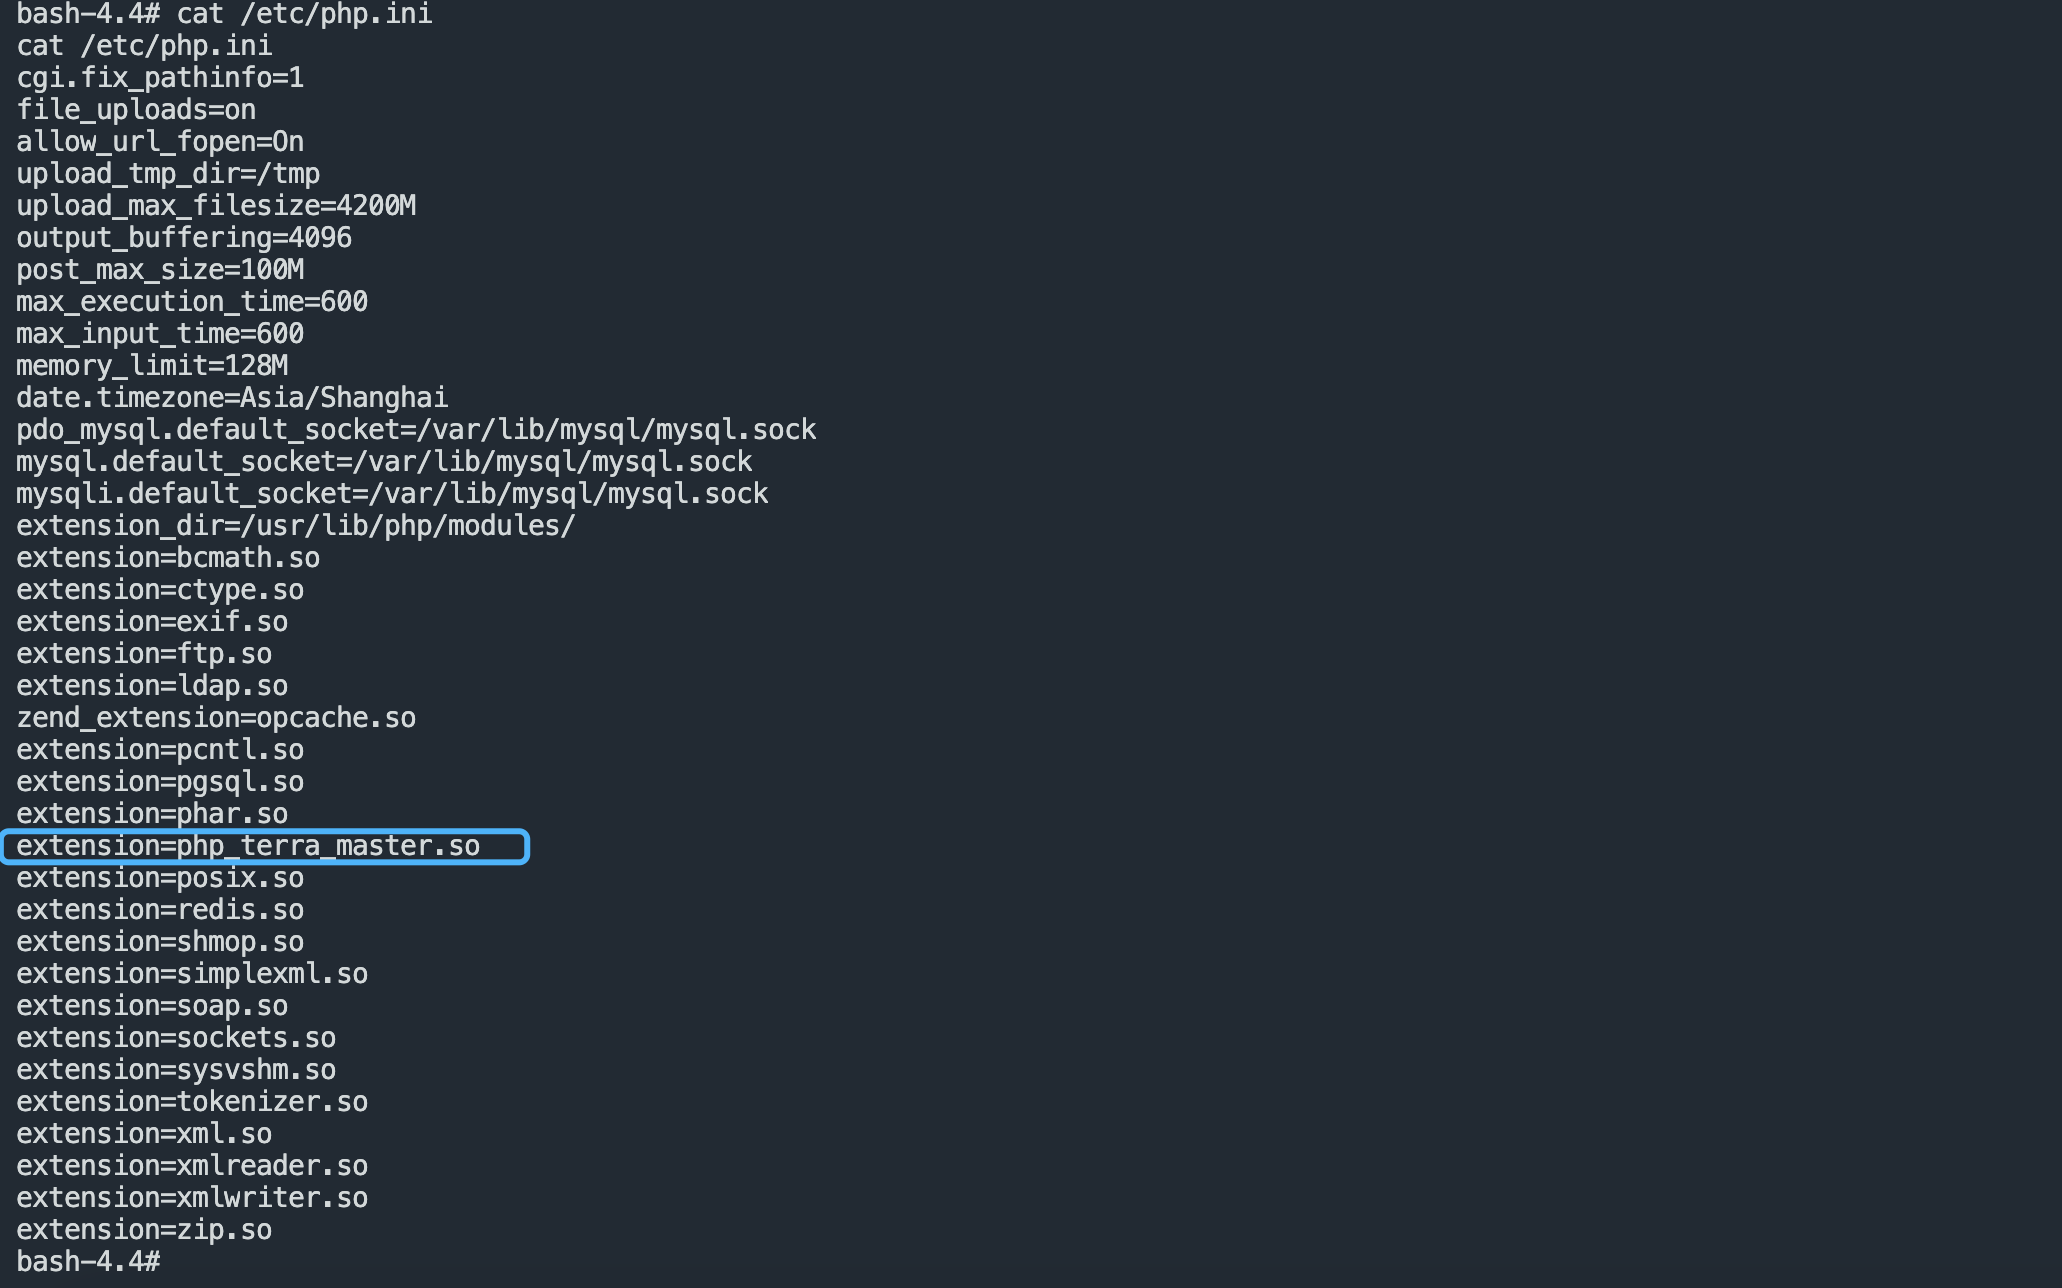 bash-4.4# cat /etc/php.ini
cat /etc/php.ini
cgi.fix_pathinfo=1
file_uploads=on
allow_url_fopen=On
upload_tmp_dir=/tmp
upload_max_filesize=4200M
output_buffering=4096
post_max_size=100M
max_execution_time=600
max_input_time=600
memory_limit=128M
date.timezone=Asia/Shanghai
pdo_mysql.default_socket=/var/lib/mysql/mysql.sock
mysql.default_socket=/var/lib/mysql/mysql.sock
mysqli.default_socket=/var/lib/mysql/mysql.sock
extension_dir=/usr/lib/php/modules/
extension=bcmath.so
extension=ctype.so
extension=exif.so
extension=ftp.so
extension=ldap.so
zend_extension=opcache.so
extension=pcntl.so
extension=pgsql.so
extension=phar.so
extension=php_terra_master.so
extension=posix.so
extension=redis.so
extension=shmop.so
extension=simplexml.so
extension=soap.so
extension=sockets.so
extension=sysvshm.so
extension=tokenizer.so
extension=xml.so
extension=xmlreader.so
extension=xmlwriter.so
extension=zip.so
bash-4.4#